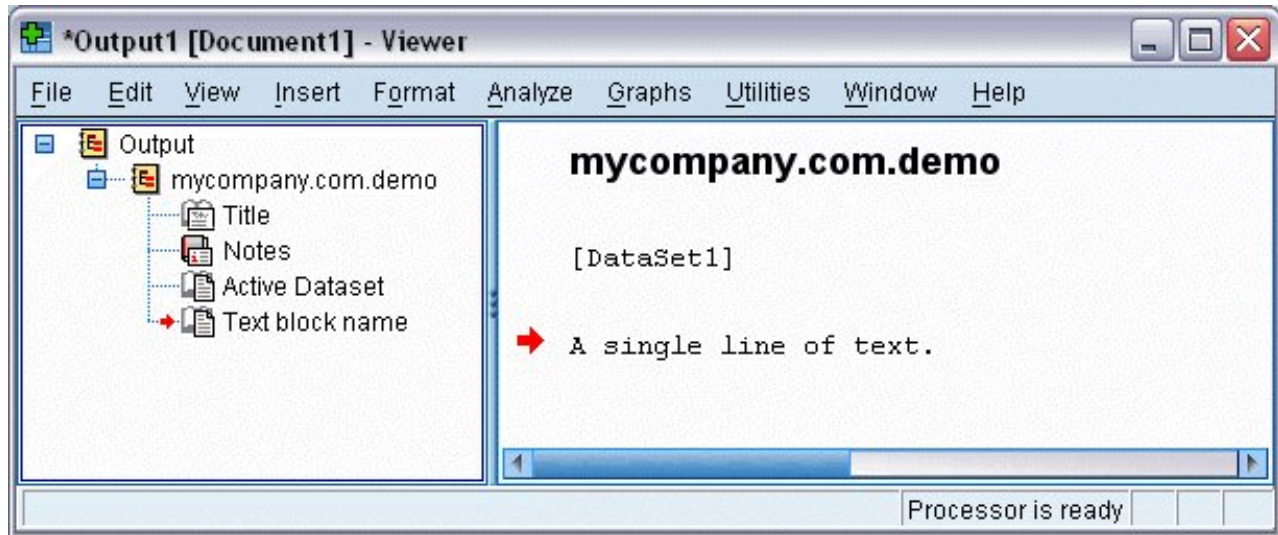 *Output1 [Document1] - Viewer
File Edit View Insert Format Analyze Graphs Utilities Window Help
Output
mycompany.com.demo
Title
Notes
Active Dataset
Text block name
mycompany.com.demo
[DataSet1]
A single line of text.
Processor is ready